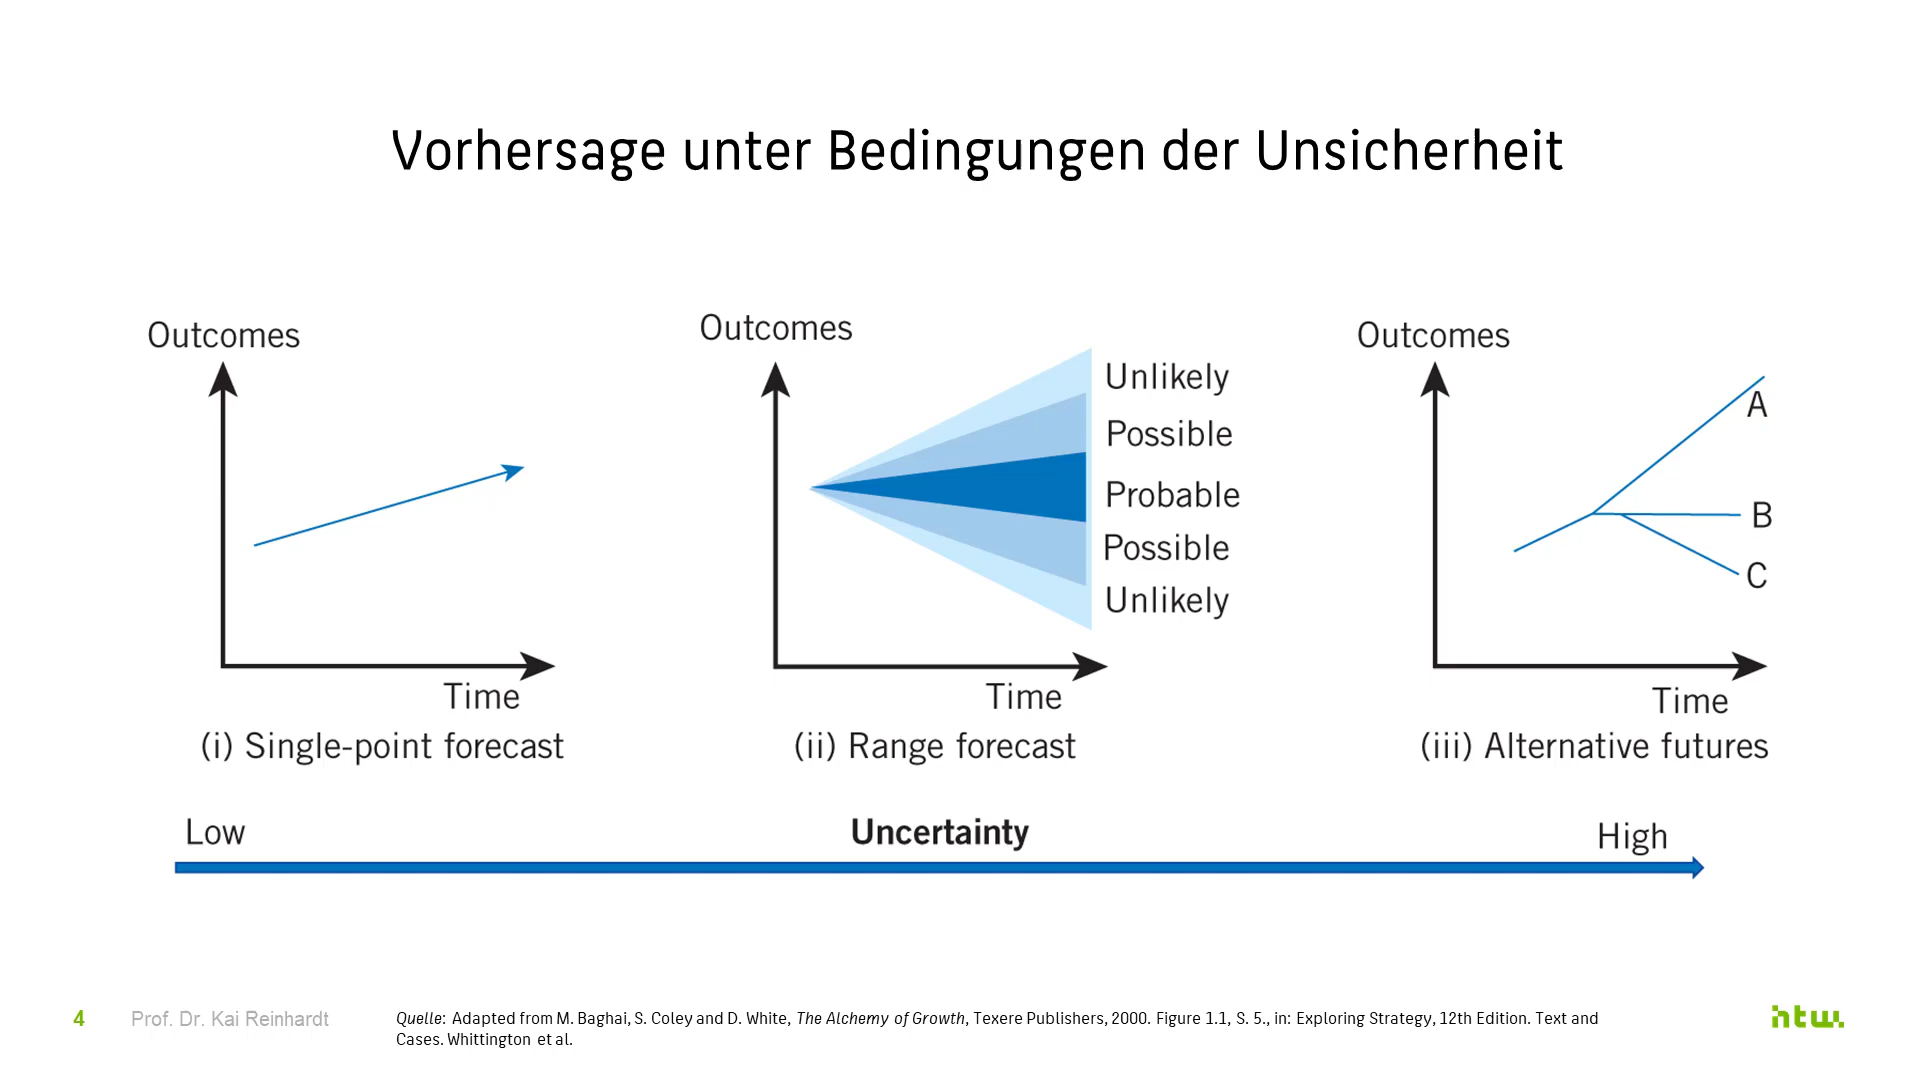 Vorhersage unter Bedingungen der Unsicherheit
Outcomes
Time
(i) Single-point forecast
Outcomes
Unlikely
Possible
Probable
Possible
Unlikely
Time
(ii) Range forecast
Outcomes
A
B
C
Time
(iii) Alternative futures
Low
Uncertainty
High
4
Prof. Dr. Kai Reinhardt
Quelle: Adapted from M. Baghai, S. Coley and D. White, The Alchemy of Growth, Texere Publishers, 2000. Figure 1.1, S. 5., in: Exploring Strategy, 12th Edition. Text and
Cases. Whittington et al.
htw.